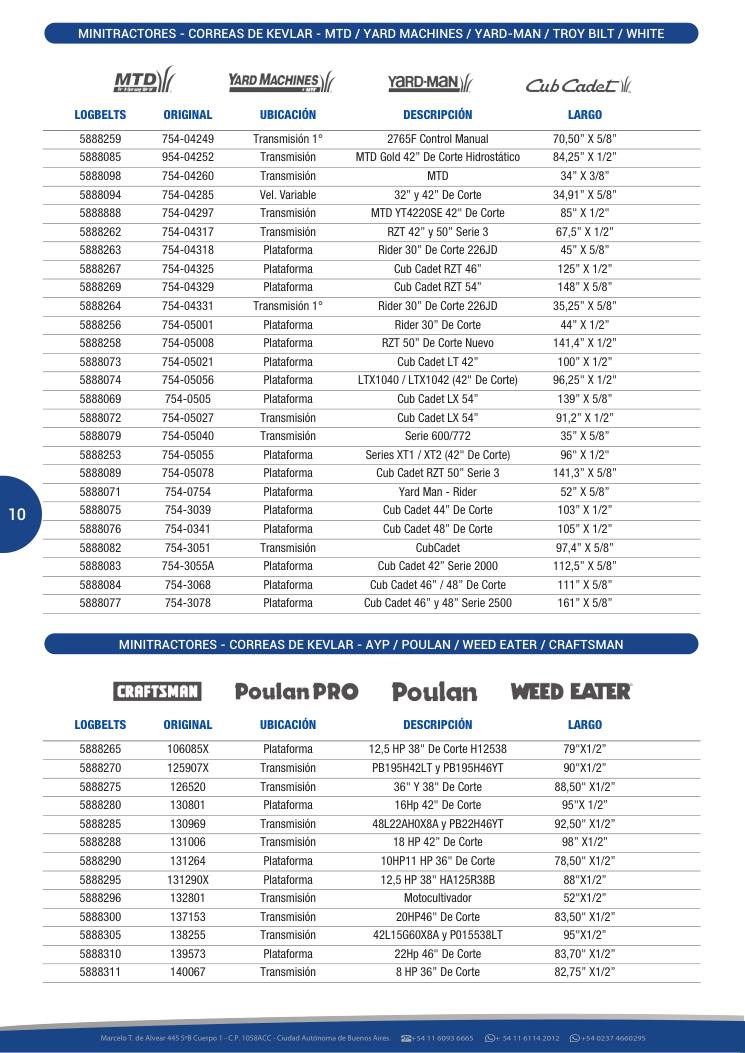 MINITRACTORES - CORREAS DE KEVLAR - MTD / YARD MACHINES / YARD-MAN / TROY BILT / WHITE
MTD YARD MACHINES BY MTD YARD-MAN Cub Cadet
LOGBELTS ORIGINAL UBICACIÓN DESCRIPCIÓN LARGO
5888259 754-04249 Transmisión 1° 2765F Control Manual 70,50” X 5/8”
5888085 954-04252 Transmisión MTD Gold 42” De Corte Hidrostático 84,25” X 1/2”
5888098 754-04260 Transmisión MTD 34” X 3/8”
5888094 754-04285 Vel. Variable 32” y 42” De Corte 34,91” X 5/8”
5888888 754-04297 Transmisión MTD YT4220SE 42" De Corte 85" X 1/2"
5888262 754-04317 Transmisión RZT 42” y 50” Serie 3 67,5” X 1/2”
5888263 754-04318 Plataforma Rider 30” De Corte 226JD 45” X 5/8”
5888267 754-04325 Plataforma Cub Cadet RZT 46” 125” X 1/2”
5888269 754-04329 Plataforma Cub Cadet RZT 54” 148” X 5/8”
5888264 754-04331 Transmisión 1° Rider 30” De Corte 226JD 35,25” X 5/8”
5888256 754-05001 Plataforma Rider 30” De Corte 44” X 1/2”
5888258 754-05008 Plataforma RZT 50” De Corte Nuevo 141,4” X 1/2”
5888073 754-05021 Plataforma Cub Cadet LT 42” 100” X 1/2”
5888074 754-05056 Plataforma LTX1040 / LTX1042 (42" De Corte) 96,25" X 1/2"
5888069 754-0505 Plataforma Cub Cadet LX 54” 139” X 5/8”
5888072 754-05027 Transmisión Cub Cadet LX 54” 91,2” X 1/2”
5888079 754-05040 Transmisión Serie 600/772 35” X 5/8”
5888253 754-05055 Plataforma Series XT1 / XT2 (42" De Corte) 96" X 1/2"
5888089 754-05078 Plataforma Cub Cadet RZT 50” Serie 3 141,3” X 5/8”
5888071 754-0754 Plataforma Yard Man - Rider 52” X 5/8”
5888075 754-3039 Plataforma Cub Cadet 44” De Corte 103” X 1/2”
5888076 754-0341 Plataforma Cub Cadet 48” De Corte 105” X 1/2”
5888082 754-3051 Transmisión CubCadet 97,4” X 5/8”
5888083 754-3055A Plataforma Cub Cadet 42” Serie 2000 112,5” X 5/8”
5888084 754-3068 Plataforma Cub Cadet 46” / 48” De Corte 111” X 5/8”
5888077 754-3078 Plataforma Cub Cadet 46” y 48” Serie 2500 161” X 5/8”
10
MINITRACTORES - CORREAS DE KEVLAR - AYP / POULAN / WEED EATER / CRAFTSMAN
CRAFTSMAN Poulan PRO Poulan WEED EATER
LOGBELTS ORIGINAL UBICACIÓN DESCRIPCIÓN LARGO
5888265 106085X Plataforma 12,5 HP 38" De Corte H12538 79"X1/2”
5888270 125907X Transmisión PB195H42LT y PB195H46YT 90"X1/2”
5888275 126520 Transmisión 36" Y 38" De Corte 88,50" X1/2”
5888280 130801 Plataforma 16Hp 42" De Corte 95"X 1/2”
5888285 130969 Transmisión 48L22AH0X8A y PB22H46YT 92,50" X1/2”
5888288 131006 Transmisión 18 HP 42” De Corte 98” X1/2”
5888290 131264 Plataforma 10HP11 HP 36" De Corte 78,50" X1/2”
5888295 131290X Plataforma 12,5 HP 38" HA125R38B 88"X1/2”
5888296 132801 Transmisión Motocultivador 52"X1/2”
5888300 137153 Transmisión 20HP46" De Corte 83,50" X1/2”
5888305 138255 Transmisión 42L15G60X8A y P015538LT 95"X1/2”
5888310 139573 Plataforma 22Hp 46" De Corte 83,70" X1/2”
5888311 140067 Transmisión 8 HP 36” De Corte 82,75” X1/2”
Marcelo T. de Alvear 445 5ºB Cuerpo 1 - C.P. 1058ACC - Ciudad Autónoma de Buenos Aires +54 11 6093 6665 + 54 11 6114 2012 +54 0237 4660295